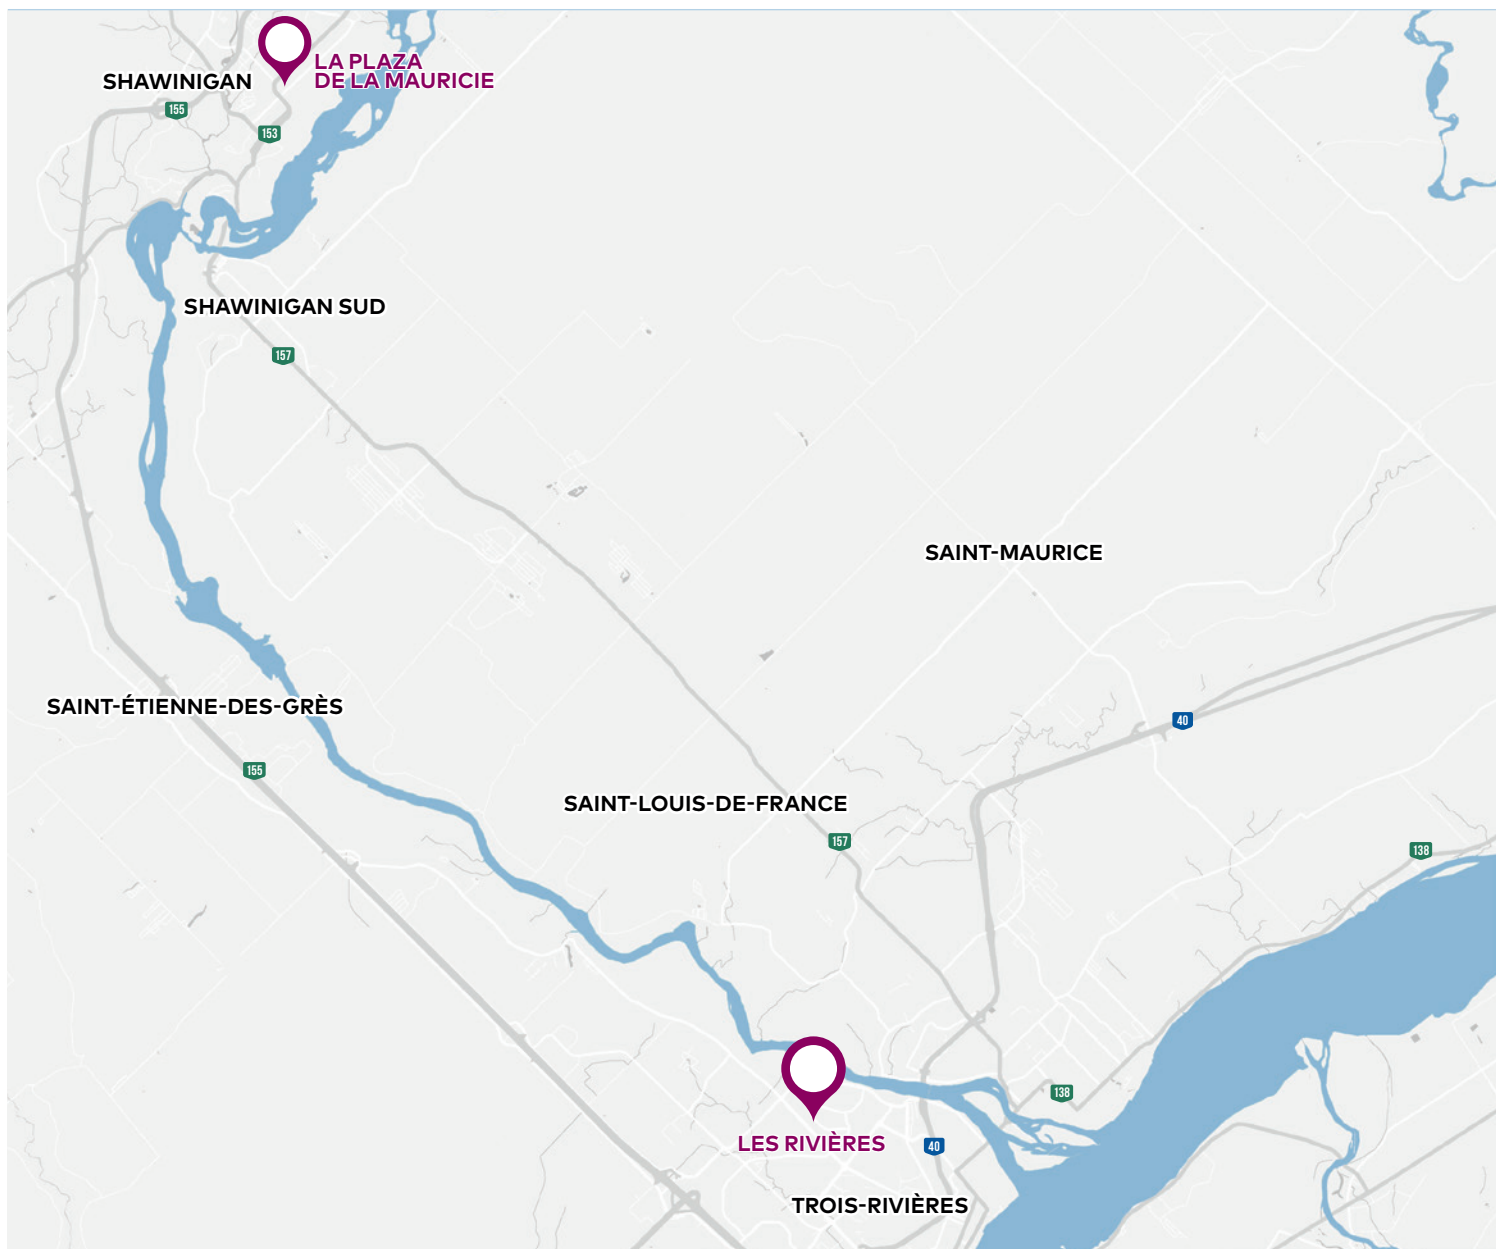 LA PLAZA
DE LA MAURICIE
SHAWINIGAN
155
153
SHAWINIGAN SUD
157
SAINT-MAURICE
SAINT-ÉTIENNE-DES-GRÈS
40
155
SAINT-LOUIS-DE-FRANCE
157
138
138
LES RIVIÈRES
40
TROIS-RIVIÈRES